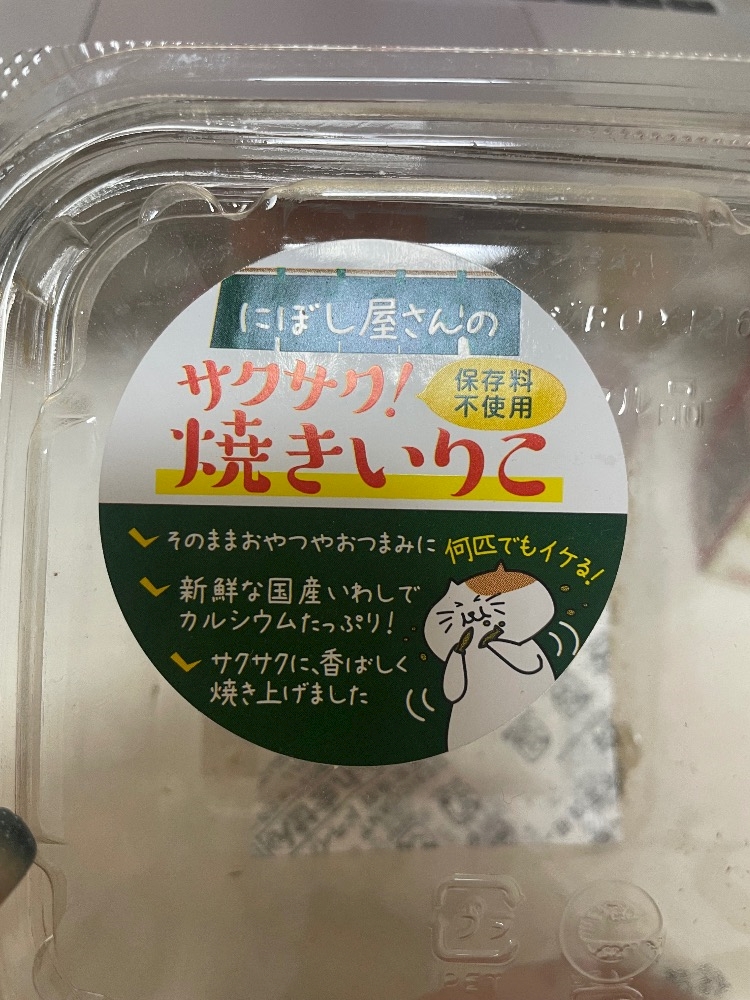 にぼし屋さんの
サクサク!
保存料
不使用
焼きいりこ
そのままおやつやおつまみに
何匹でもイケる!
新鮮な国産いわしで
カルシウムたっぷり!
サクサクに、香ばしく
焼き上げました
プラ
PET